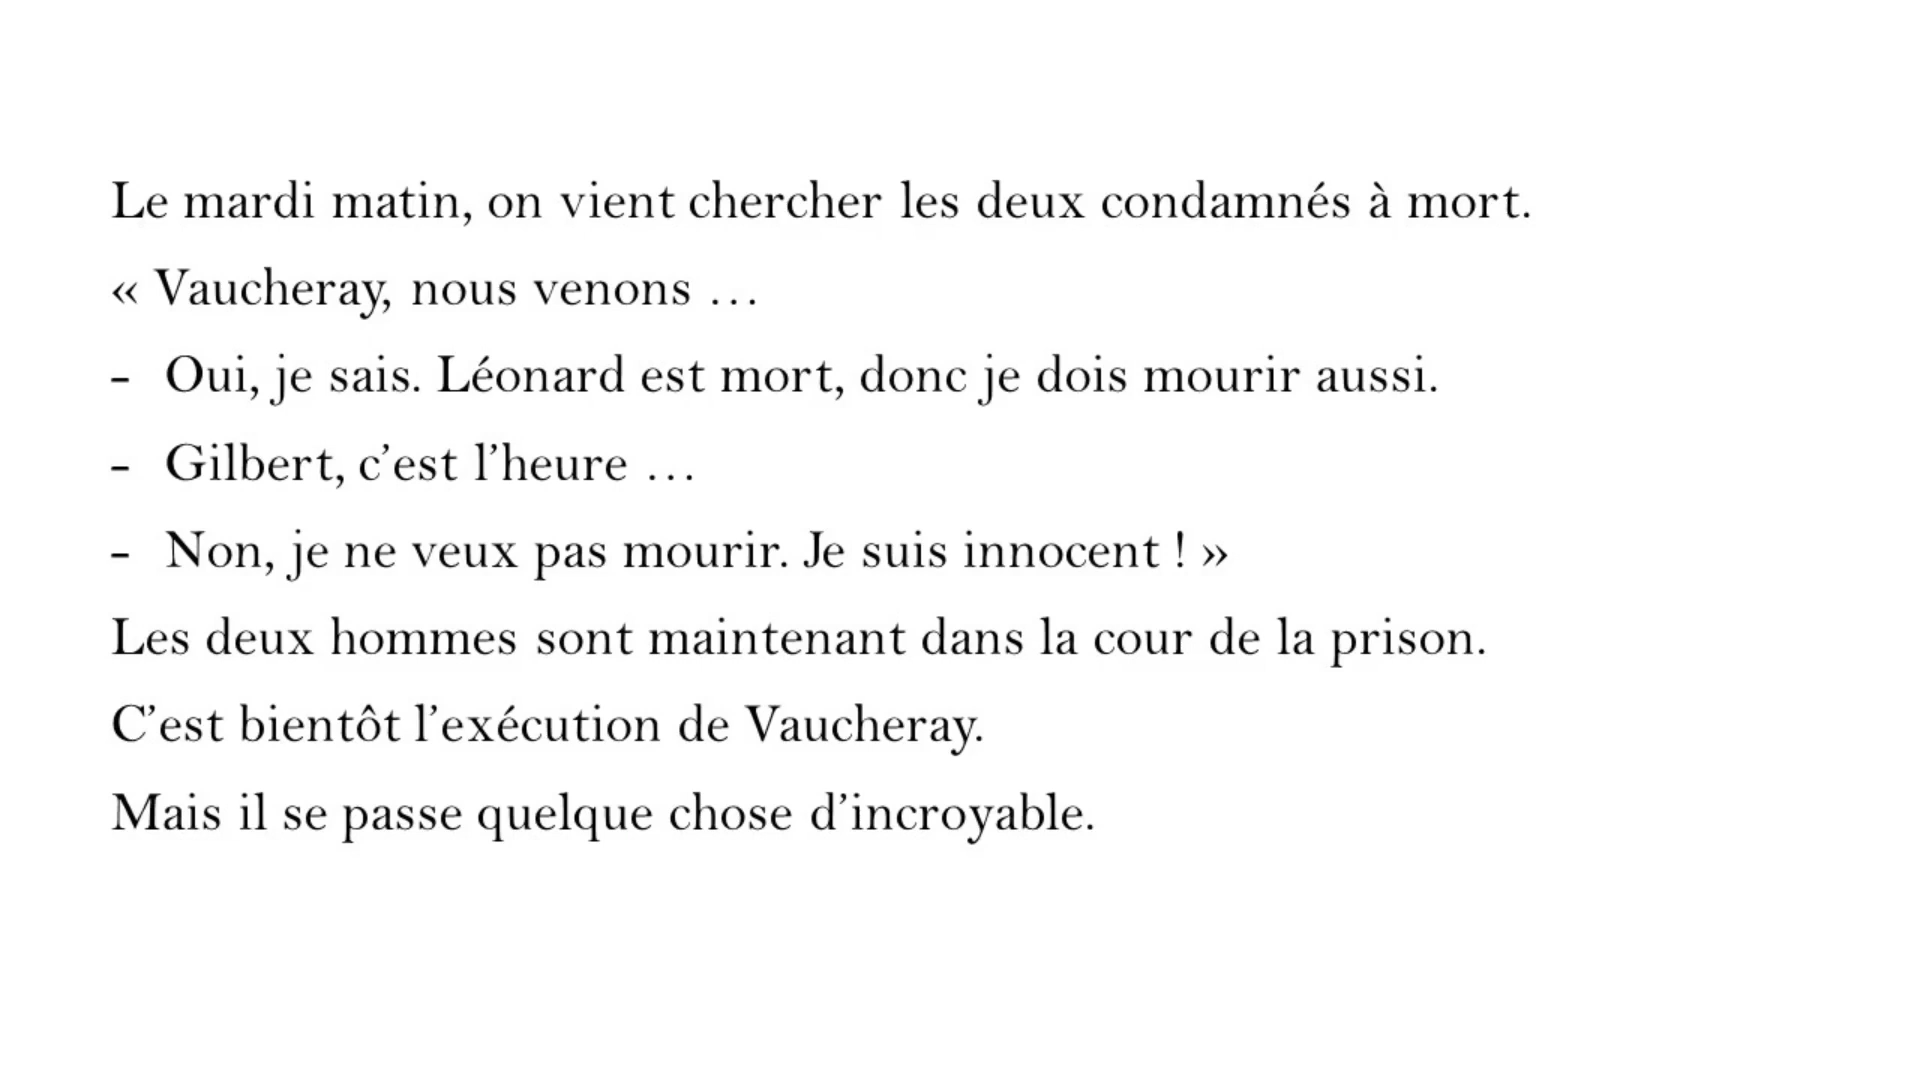 Le mardi matin, on vient chercher les deux condamnés à mort.
« Vaucheray, nous venons …
- Oui, je sais. Léonard est mort, donc je dois mourir aussi.
- Gilbert, c’est l’heure …
- Non, je ne veux pas mourir. Je suis innocent ! »
Les deux hommes sont maintenant dans la cour de la prison.
C’est bientôt l’exécution de Vaucheray.
Mais il se passe quelque chose d’incroyable.